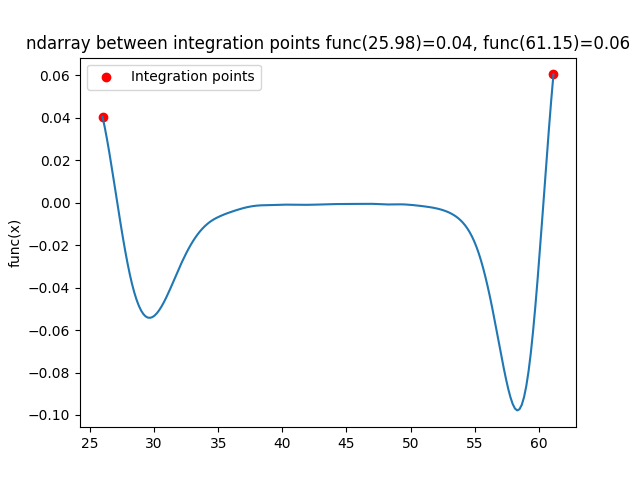 ndarray between integration points func(25.98)=0.04, func(61.15)=0.06
Integration points
func(x)
0.06
0.04
0.02
0.00
−0.02
−0.04
−0.06
−0.08
−0.10
25 30 35 40 45 50 55 60